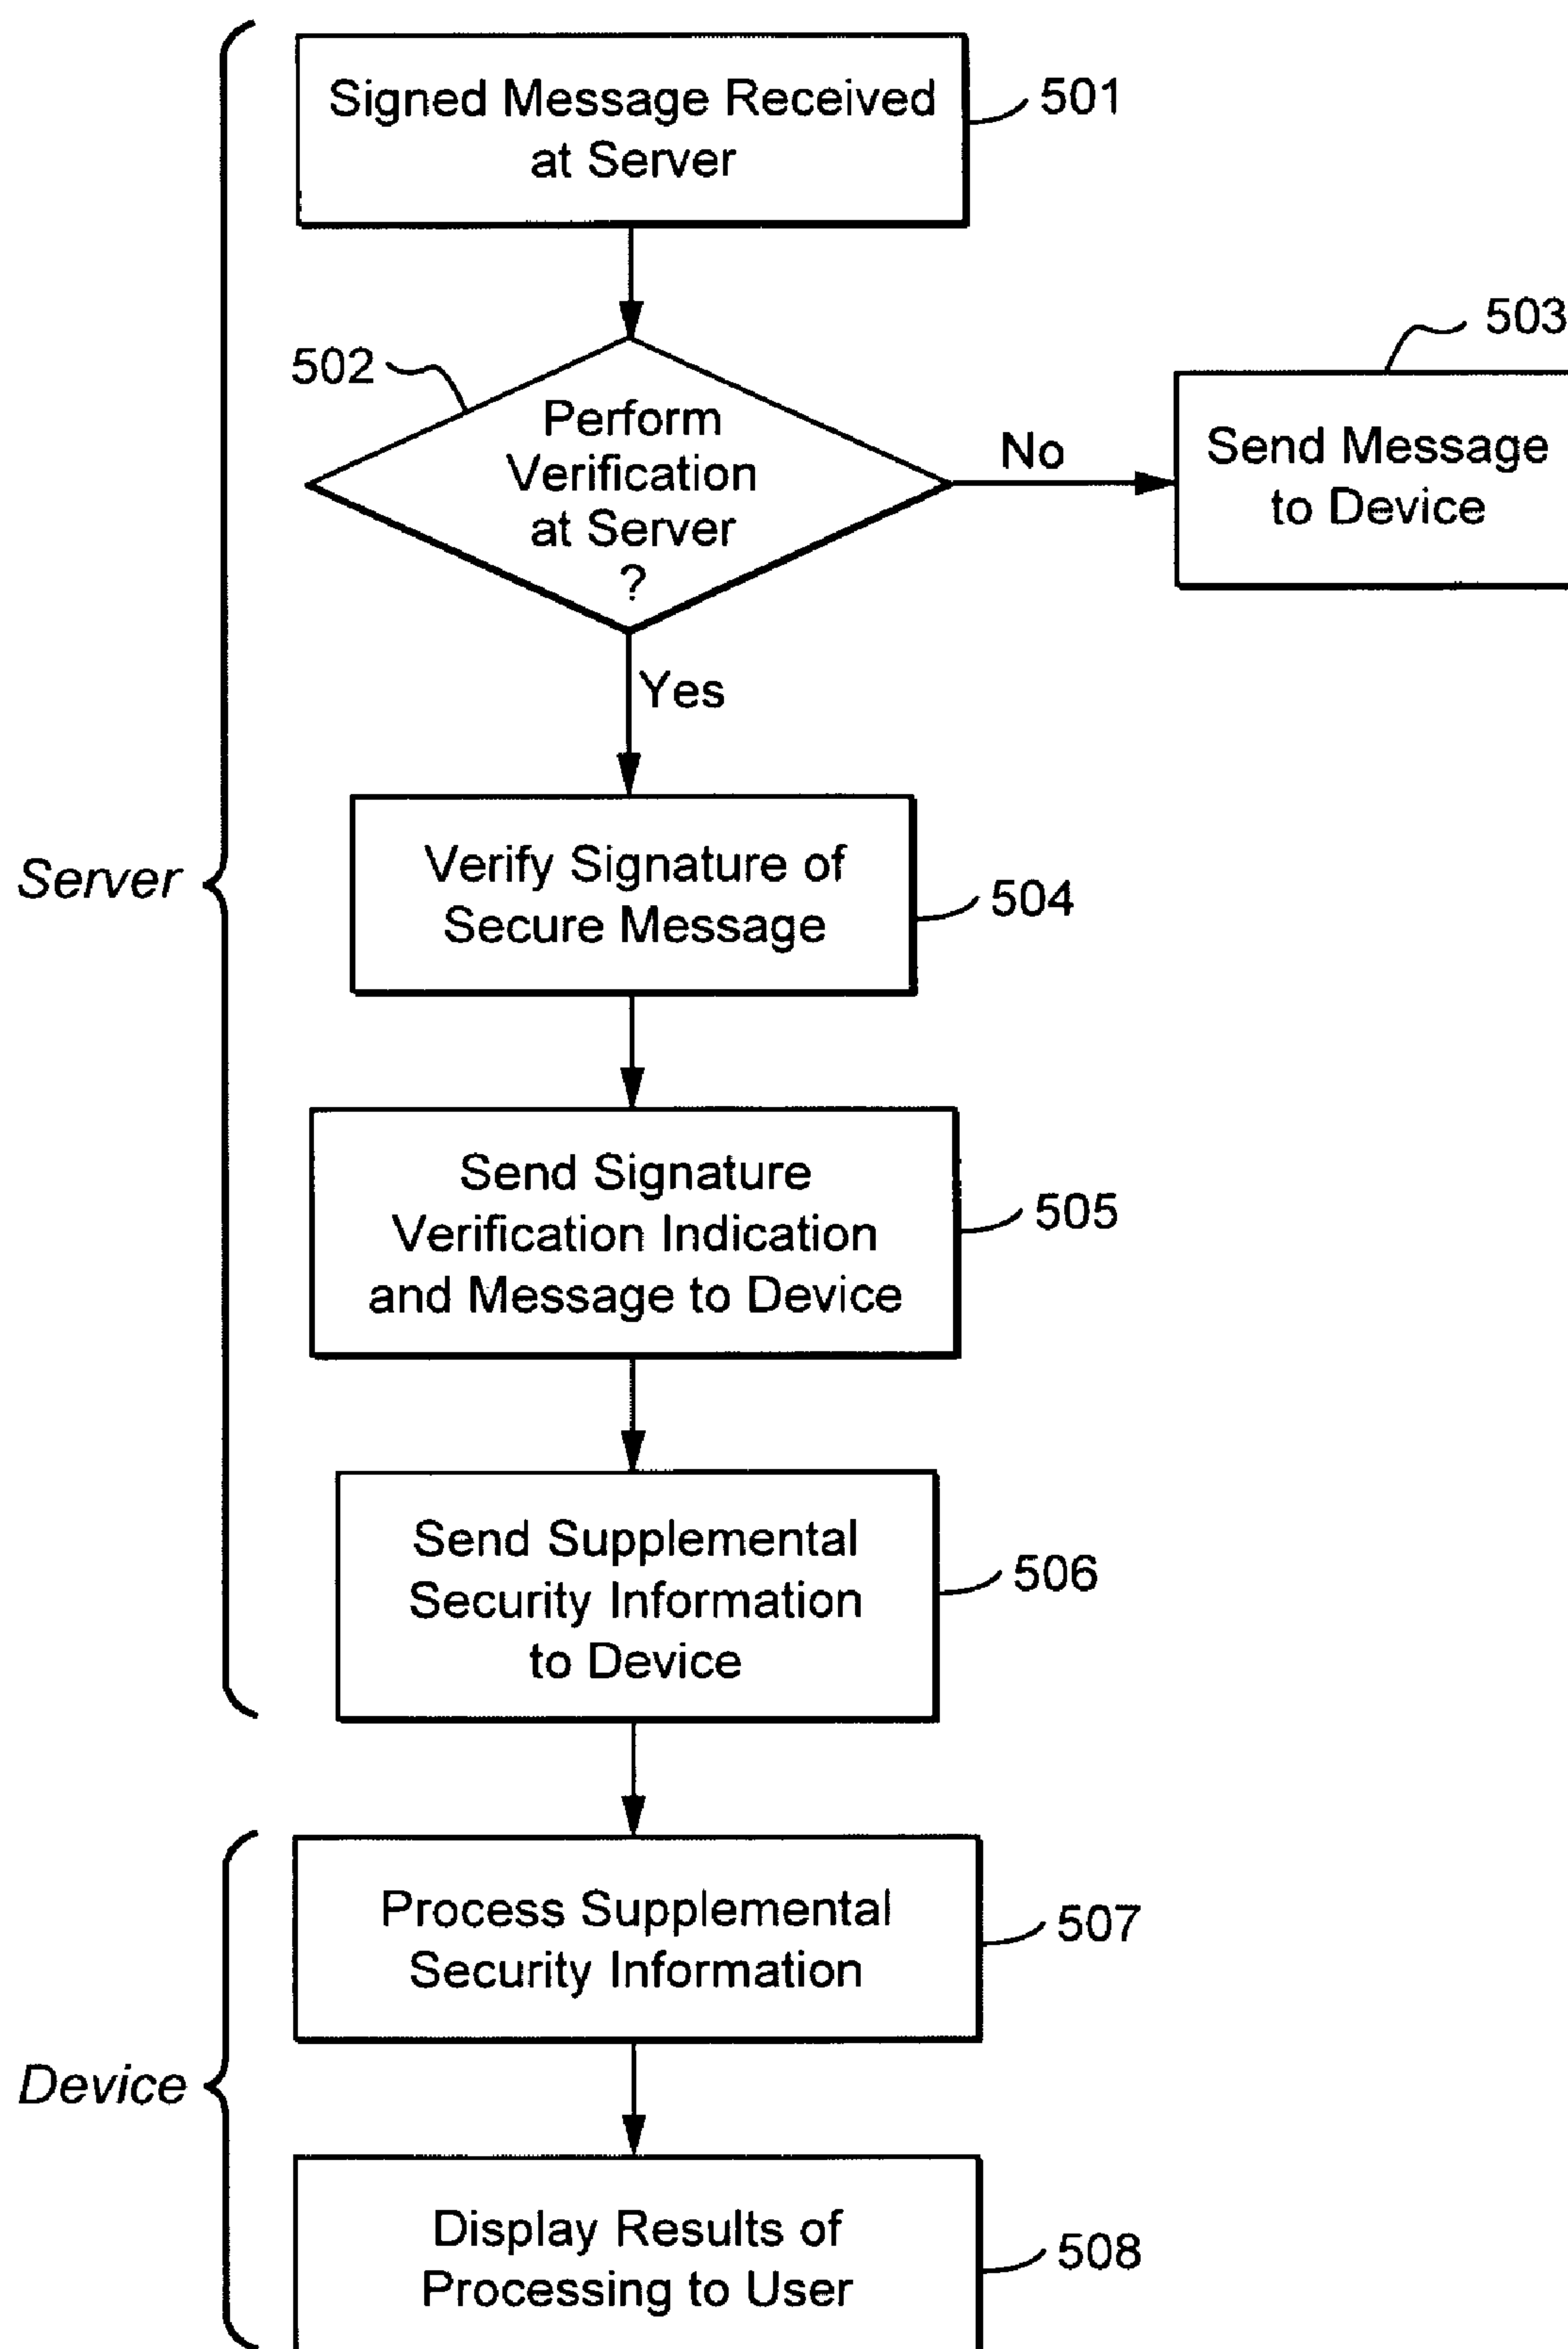 Signed Message Received
at Server
501
502
Perform
Verification
at Server
?
No
503
Send Message
to Device
Yes
Server
Verify Signature of
Secure Message
504
Send Signature
Verification Indication
and Message to Device
505
Send Supplemental
Security Information
to Device
506
Device
Process Supplemental
Security Information
507
Display Results of
Processing to User
508